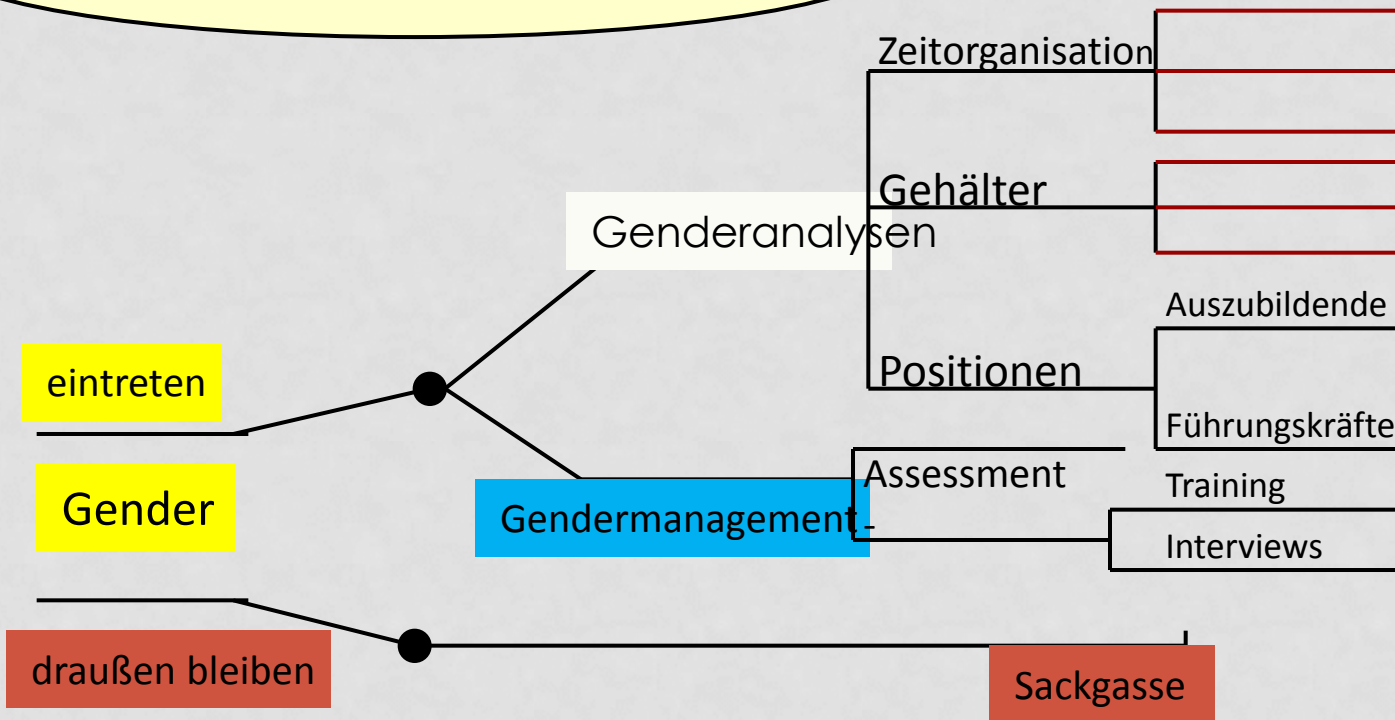 Zeitorganisation
Gehälter
Genderanalysen
Auszubildende
Positionen
eintreten
Führungskräfte
Assessment
Training
Gender
Gendermanagement -
Interviews
draußen bleiben
Sackgasse